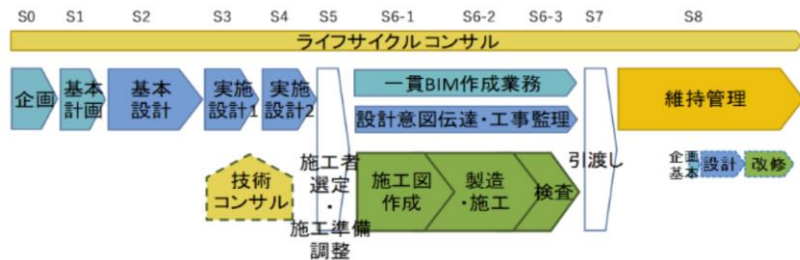 S0 S1 S2 S3 S4 S5 S6-1 S6-2 S6-3 S7 S8
ライフサイクルコンサル
企画
基本
計画
基本
設計
実施
設計1
実施
設計2
施工者
選定
・
施工準備
調整
技術
コンサル
一貫BIM作成業務
設計意図伝達・工事監理
施工図
作成
製造
・施工
検査
引渡し
維持管理
企画
基本
設計
改修